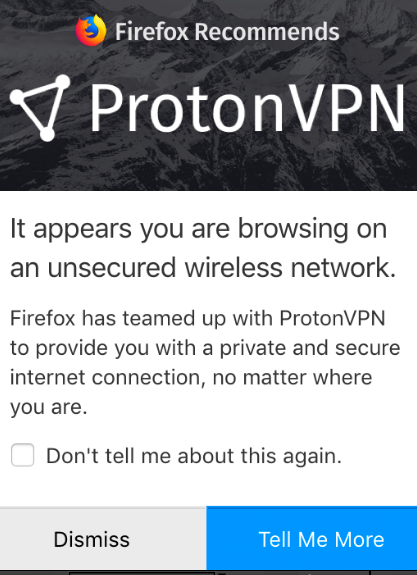 Firefox Recommends
ProtonVPN
It appears you are browsing on
an unsecured wireless network.
Firefox has teamed up with ProtonVPN
to provide you with a private and secure
internet connection, no matter where
you are.
Don't tell me about this again.
Dismiss
Tell Me More